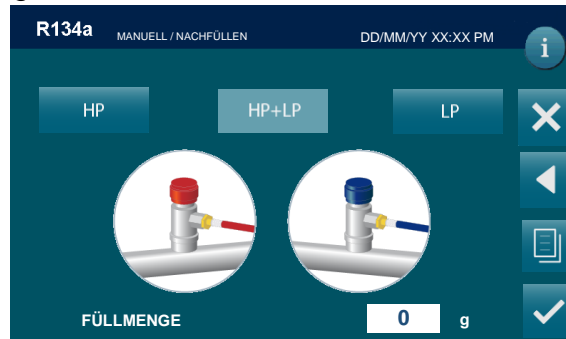 R134a MANUELL / NACHFÜLLEN DD/MM/YY XX:XX PM
i
HP HP+LP LP
FÜLLMENGE 0 g